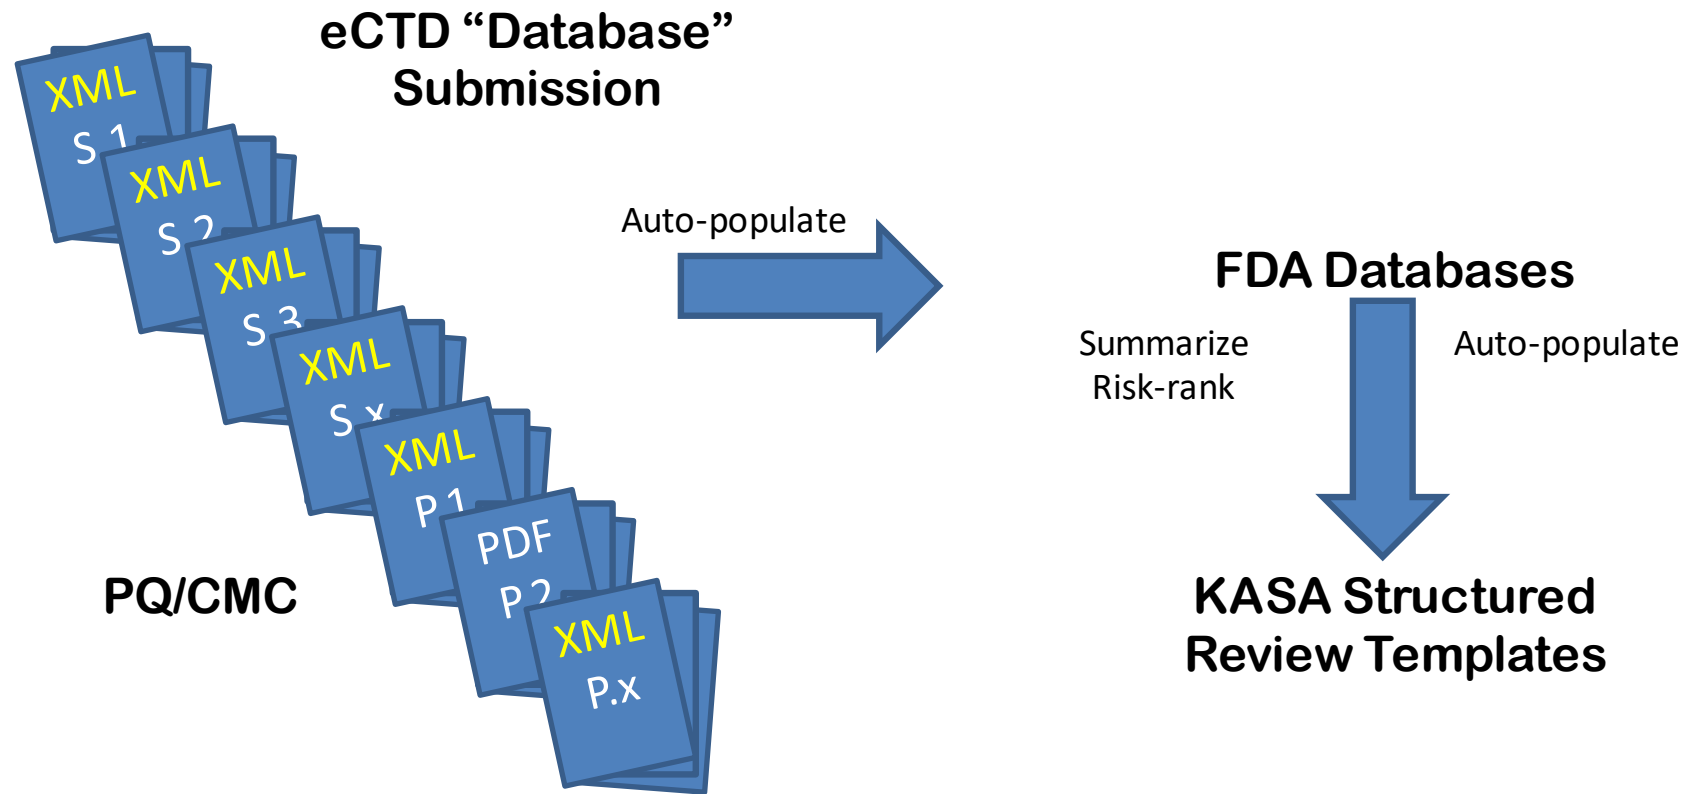 eCTD “Database”
Submission
XML
S 1
XML
S 2
XML
S 3
XML
S x
XML
P 1
PDF
P 2
XML
P.x
PQ/CMC
Auto-populate
FDA Databases
Summarize
Risk-rank
Auto-populate
KASA Structured
Review Templates